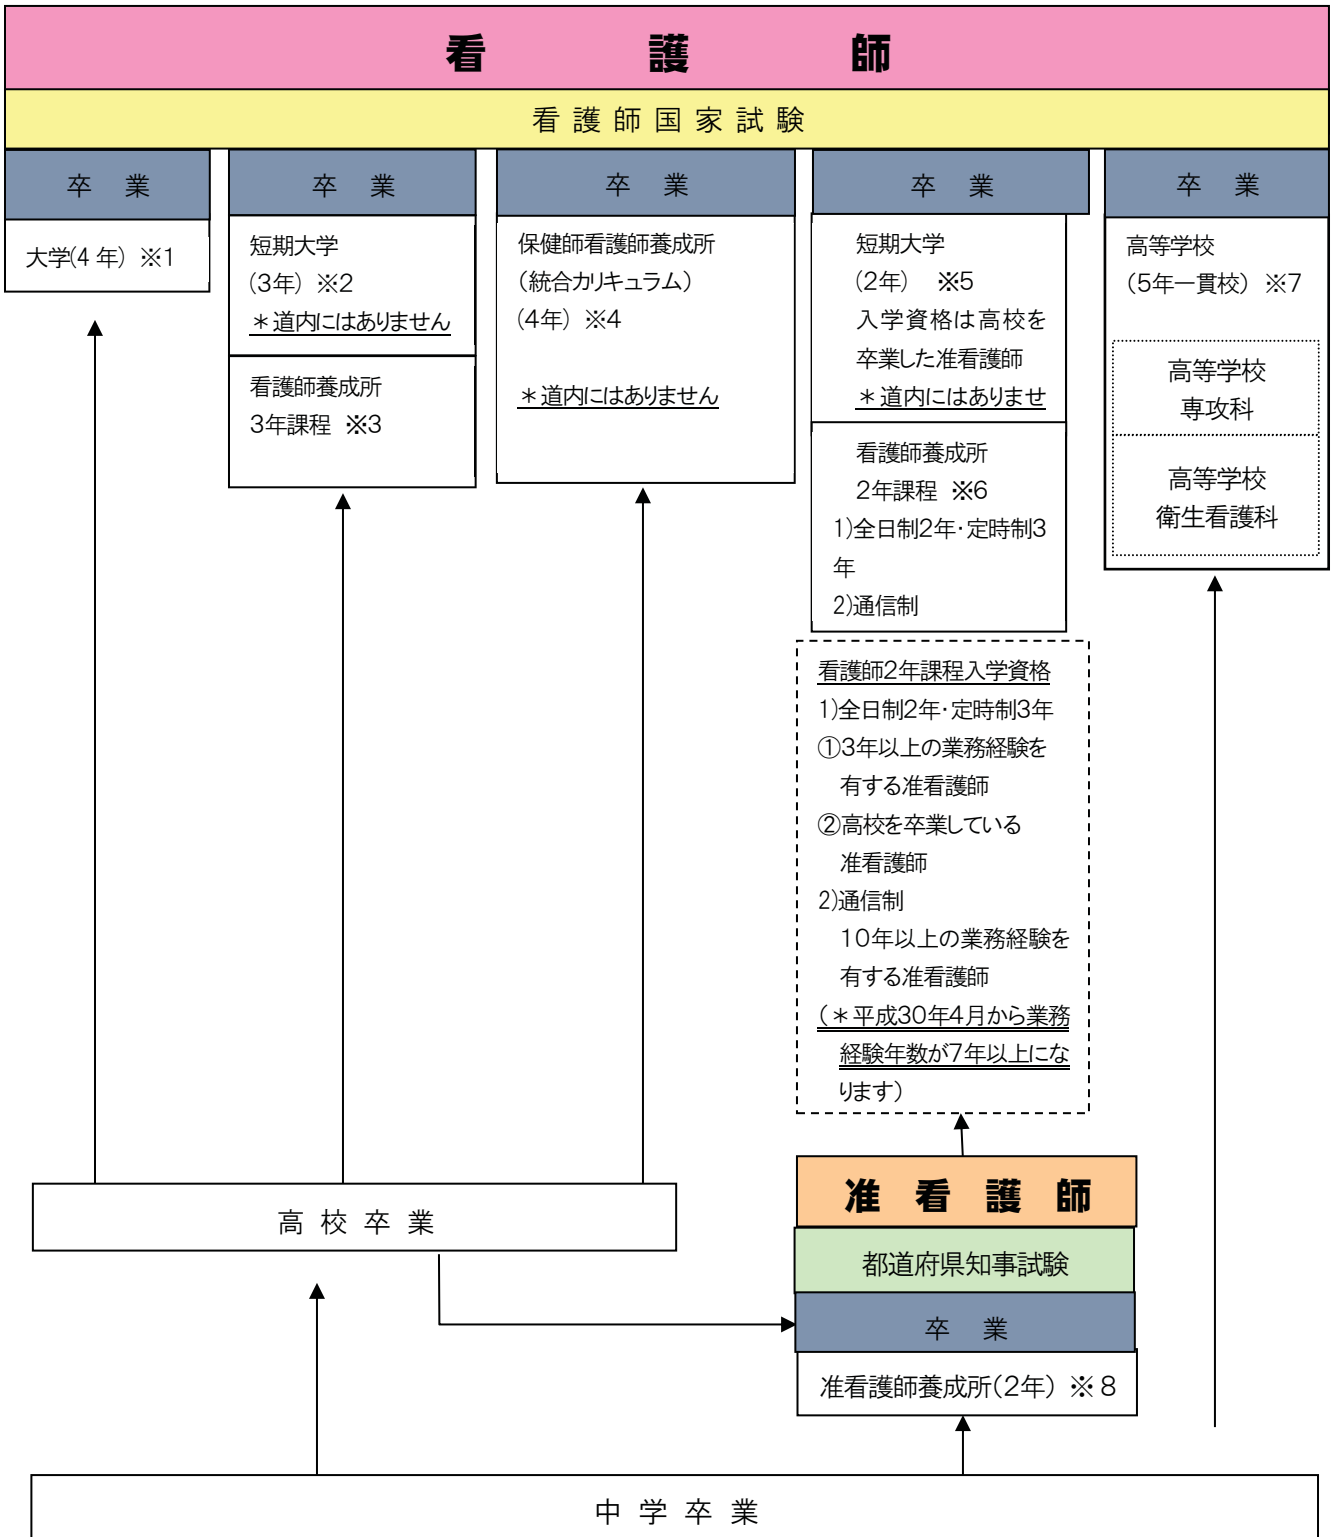 看護師
看護師国家試験
卒業
大学(4年)※1
卒業
短期大学
(3年)※2
＊道内にはありません
看護師養成所
3年課程 ※3
卒業
保健師看護師養成所
(統合カリキュラム)
(4年)※4
＊道内にはありません
卒業
短期大学
(2年) ※5
入学資格は高校を
卒業した准看護師
＊道内にはありませ
看護師養成所
2年課程 ※6
1)全日制2年・定時制3
年
2)通信制
卒業
高等学校
(5年一貫校)※7
高等学校
専攻科
高等学校
衛生看護科
看護師2年課程入学資格
1)全日制2年・定時制3年
①3年以上の業務経験を
有する准看護師
②高校を卒業している
准看護師
2)通信制
10年以上の業務経験を
有する准看護師
(＊平成30年4月から業務
経験年数が7年以上にな
ります)
准看護師
都道府県知事試験
卒業
准看護師養成所(2年)※8
高校卒業
中学卒業